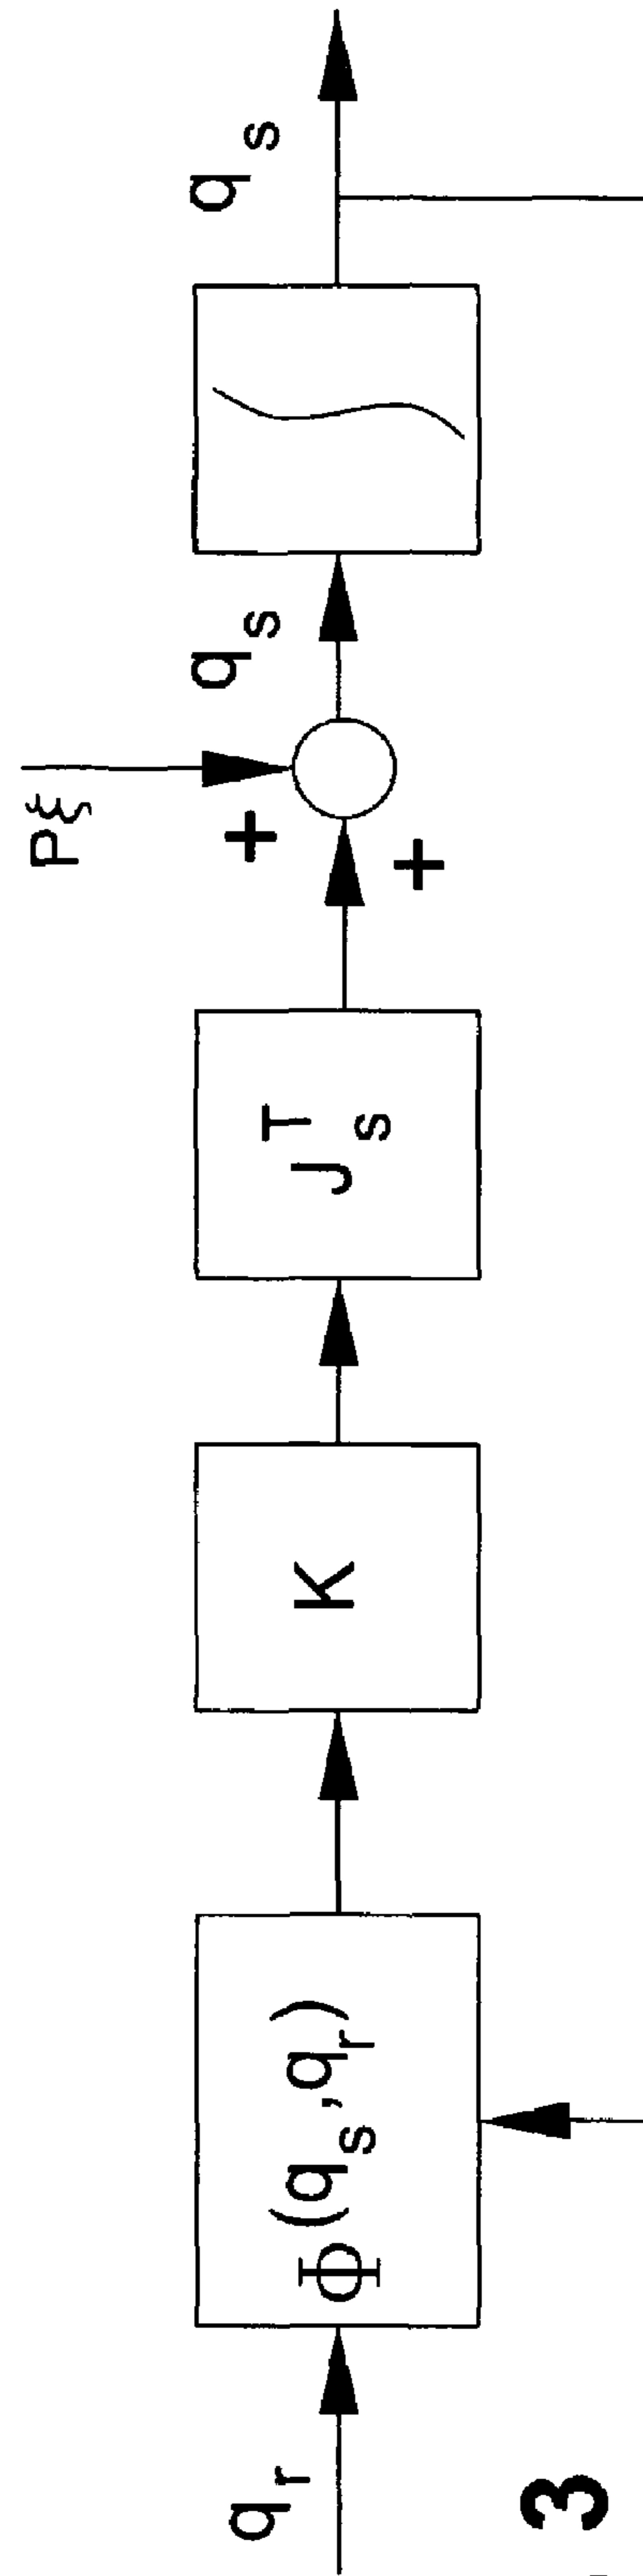 q_r
Φ(q_s,q_r)
K
J_s^T
+
+
Pξ
q_s
∫
q_s
3